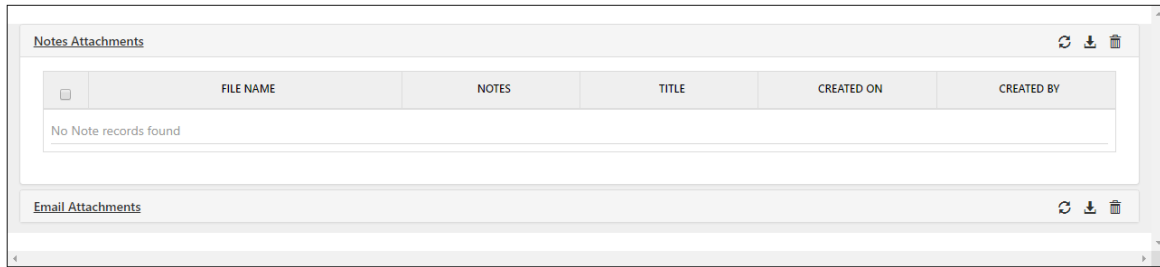 Notes Attachments
FILE NAME NOTES TITLE CREATED ON CREATED BY
No Note records found
Email Attachments